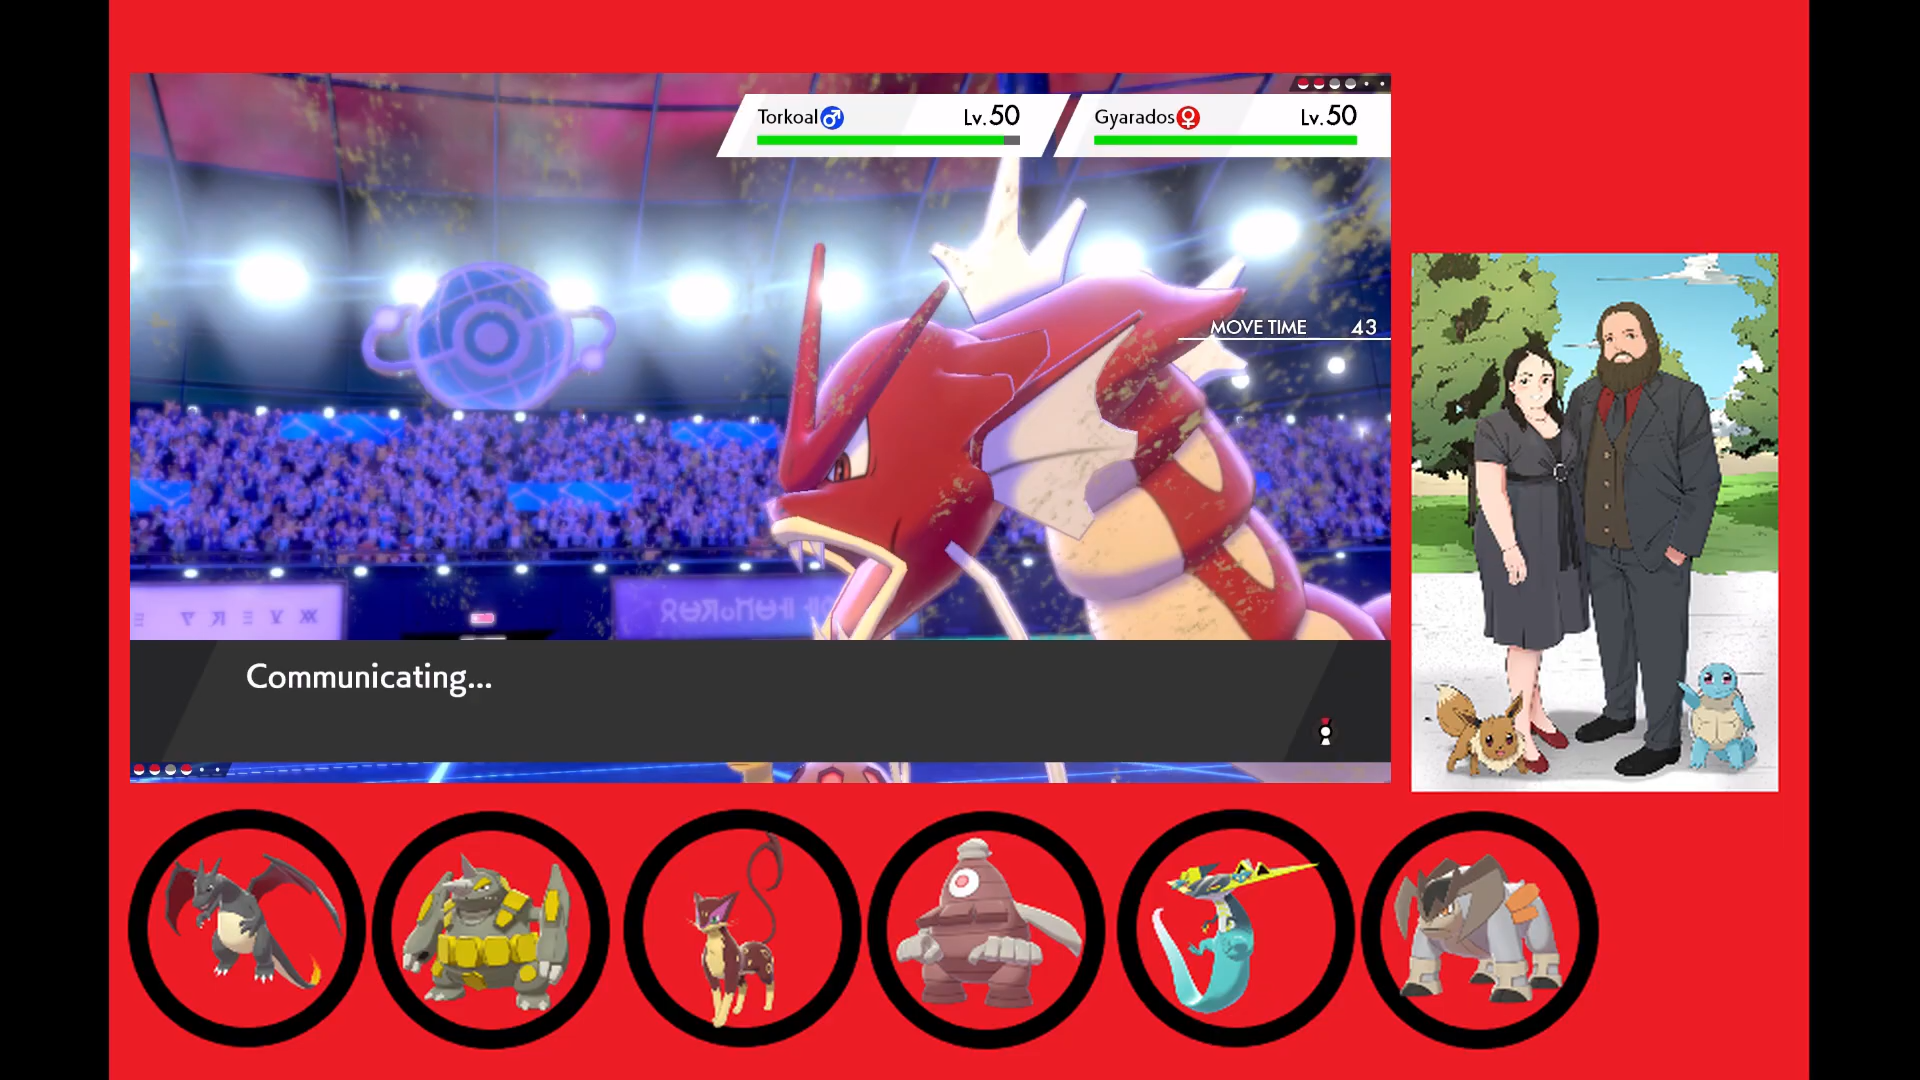 Torkoal Lv.50
Gyarados Lv.50
MOVE TIME 43
Communicating...